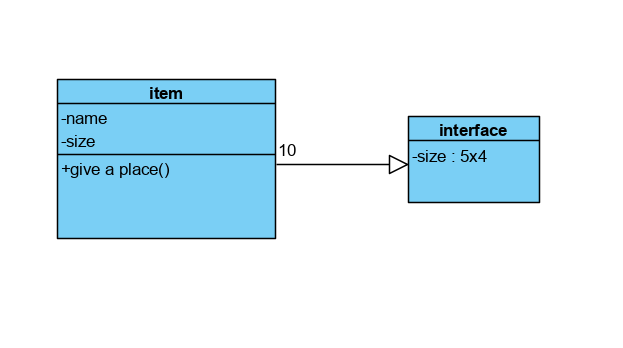 item
-name
-size
+give a place()
10
interface
-size : 5x4